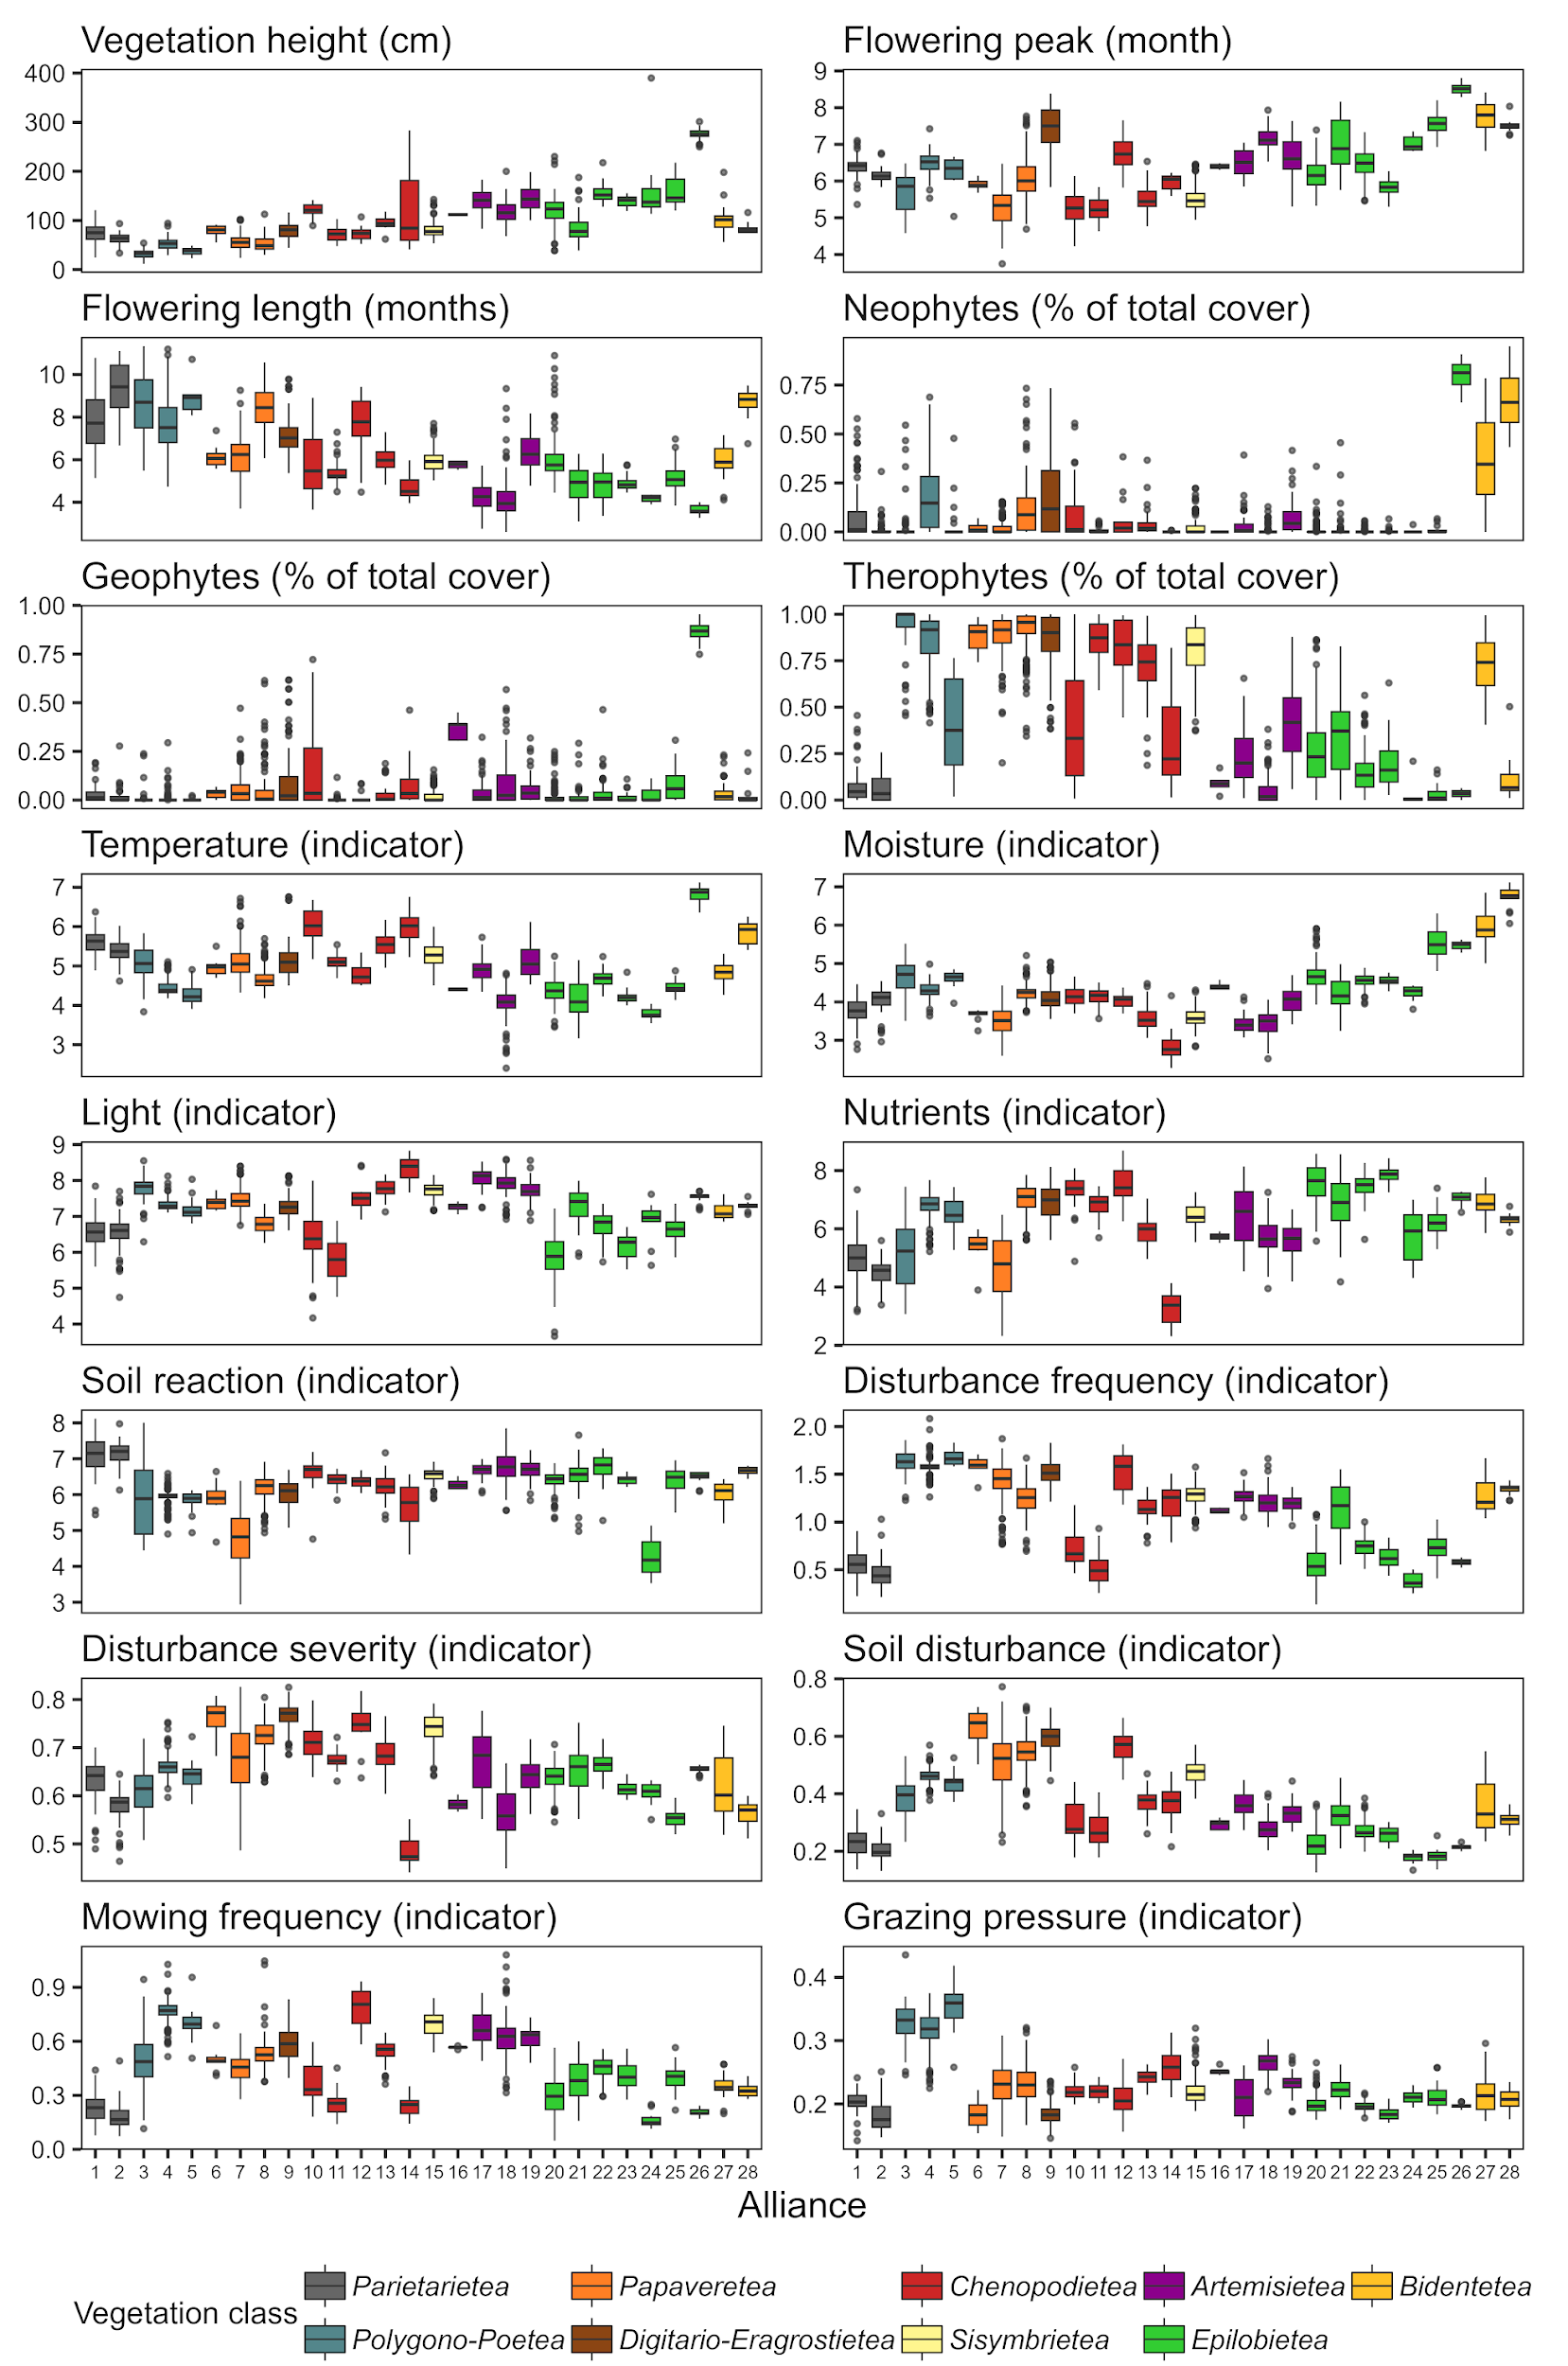 Vegetation height (cm)
Flowering peak (month)
400
300
200
100
0
9
8
7
6
5
4
Flowering length (months)
Neophytes (% of total cover)
10
8
6
4
0.75
0.50
0.25
0.00
Geophytes (% of total cover)
Therophytes (% of total cover)
1.00
0.75
0.50
0.25
0.00
1.00
0.75
0.50
0.25
0.00
Temperature (indicator)
Moisture (indicator)
7
6
5
4
3
7
6
5
4
3
Light (indicator)
Nutrients (indicator)
9
8
7
6
5
4
8
6
4
2
Soil reaction (indicator)
Disturbance frequency (indicator)
8
7
6
5
4
3
2.0
1.5
1.0
0.5
Disturbance severity (indicator)
Soil disturbance (indicator)
0.8
0.7
0.6
0.5
0.8
0.6
0.4
0.2
Mowing frequency (indicator)
Grazing pressure (indicator)
0.9
0.6
0.3
0.0
0.4
0.3
0.2
1 2 3 4 5 6 7 8 9 10 11 12 13 14 15 16 17 18 19 20 21 22 23 24 25 26 27 28
1 2 3 4 5 6 7 8 9 10 11 12 13 14 15 16 17 18 19 20 21 22 23 24 25 26 27 28
Alliance
Vegetation class
Parietarietea
Papaveretea
Chenopodietea
Artemisietea
Bidentetea
Polygono-Poetea
Digitario-Eragrostietea
Sisymbrietea
Epilobietea